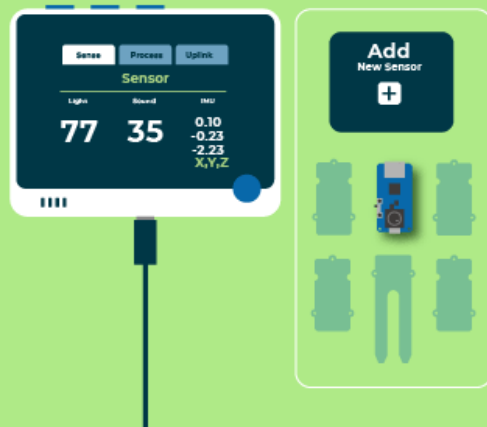 Sense Process Uplink
Sensor
Light Sound IMU
77 35 0.10
-0.23
-2.23
X,Y,Z
Add
New Sensor
+